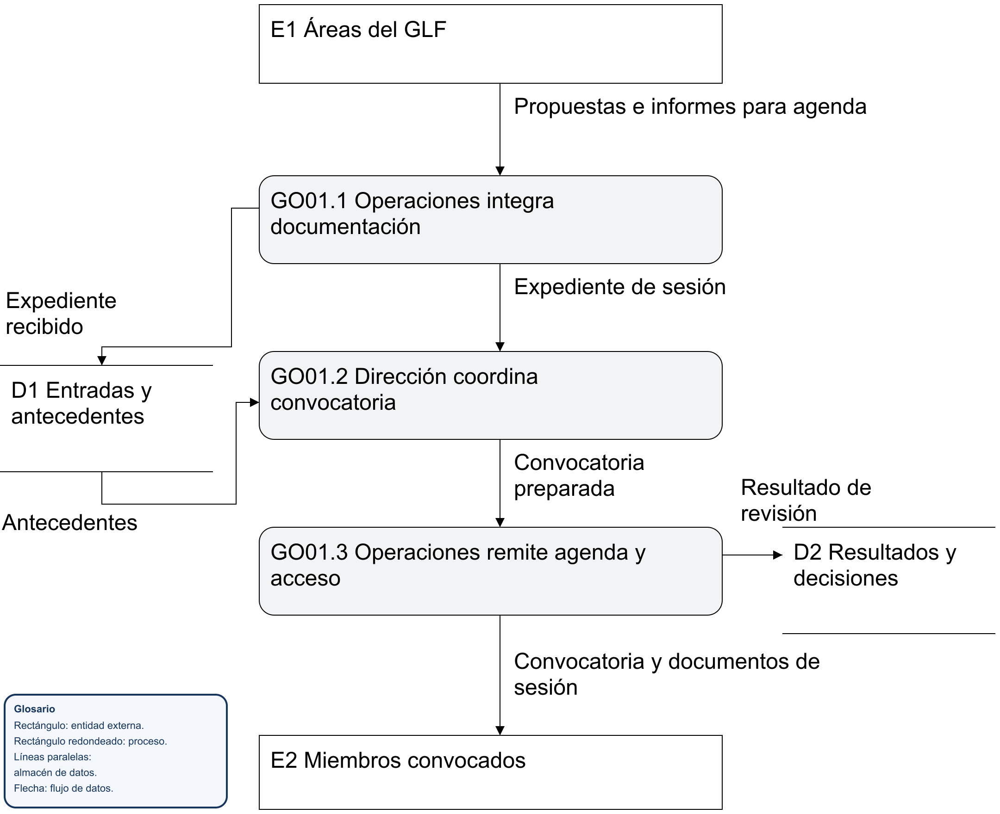 E1 Áreas del GLF
Propuestas e informes para agenda
GO01.1 Operaciones integra
documentación
Expediente de sesión
Expediente
recibido
D1 Entradas y
antecedentes
GO01.2 Dirección coordina
convocatoria
Convocatoria
preparada
Antecedentes
Resultado de
revisión
GO01.3 Operaciones remite agenda y
acceso
D2 Resultados y
decisiones
Convocatoria y documentos de
sesión
Glosario
Rectángulo: entidad externa.
Rectángulo redondeado: proceso.
Líneas paralelas:
almacén de datos.
Flecha: flujo de datos.
E2 Miembros convocados